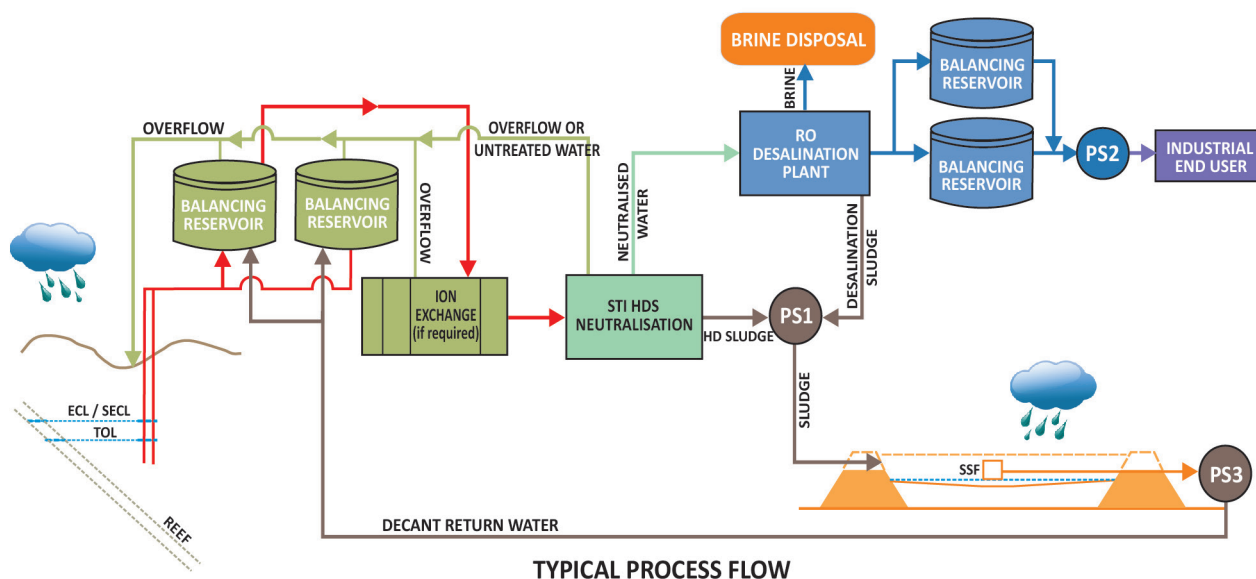 BRINE DISPOSAL
BRINE
BALANCING
RESERVOIR
OVERFLOW
OVERFLOW OR
UNTREATED WATER
RO
DESALINATION
PLANT
BALANCING
RESERVOIR
PS2
INDUSTRIAL
END USER
BALANCING
RESERVOIR
BALANCING
RESERVOIR
OVERFLOW
NEUTRALISED
WATER
DESALINATION
SLUDGE
ION
EXCHANGE
(if required)
STI HDS
NEUTRALISATION
HD SLUDGE
PS1
SLUDGE
ECL / SECL
TOL
REEF
SSF
PS3
DECANT RETURN WATER
TYPICAL PROCESS FLOW